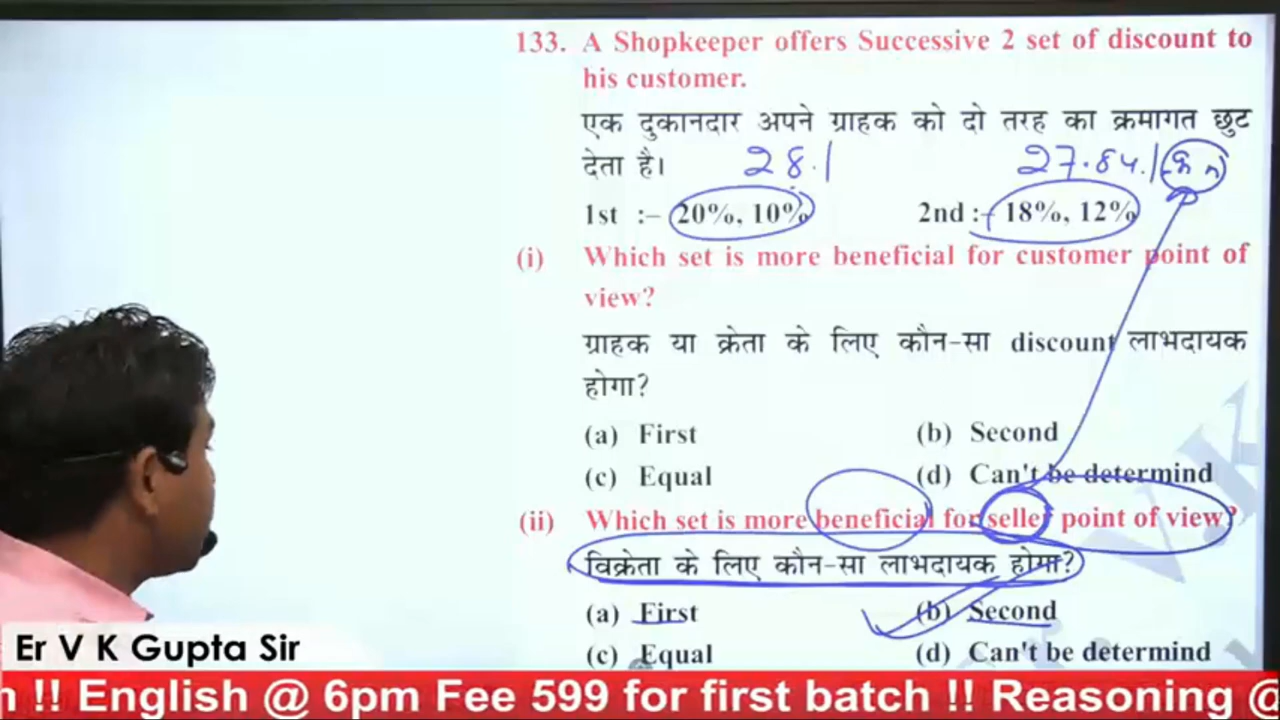 133. A Shopkeeper offers Successive 2 set of discount to
his customer.
एक दुकानदार अपने ग्राहक को दो तरह का क्रमागत छुट
देता है।
28%
27.84%
1st :– 20%, 10%
2nd :– 18%, 12%
(i) Which set is more beneficial for customer point of
view?
ग्राहक या क्रेता के लिए कौन-सा discount लाभदायक
होगा?
(a) First
(b) Second
(c) Equal
(d) Can't be determind
(ii) Which set is more beneficial for seller point of view?
विक्रेता के लिए कौन-सा लाभदायक होगा?
(a) First
(b) Second
(c) Equal
(d) Can't be determind
Er V K Gupta Sir
!! English @ 6pm Fee 599 for first batch !! Reasoning @